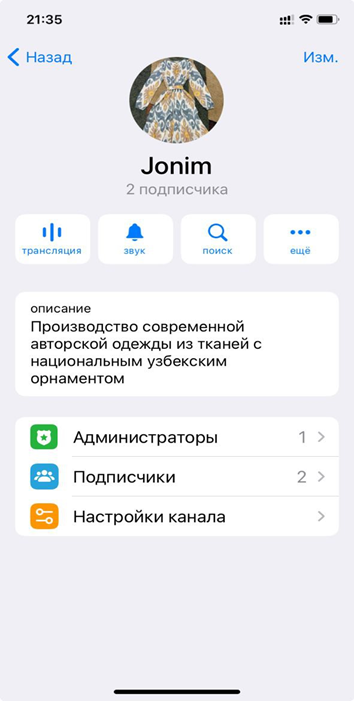 21:35
Назад
Изм.
Jonim
2 подписчика
трансляция
звук
поиск
ещё
описание
Производство современной
авторской одежды из тканей с
национальным узбекским
орнаментом
Администраторы 1
Подписчики 2
Настройки канала